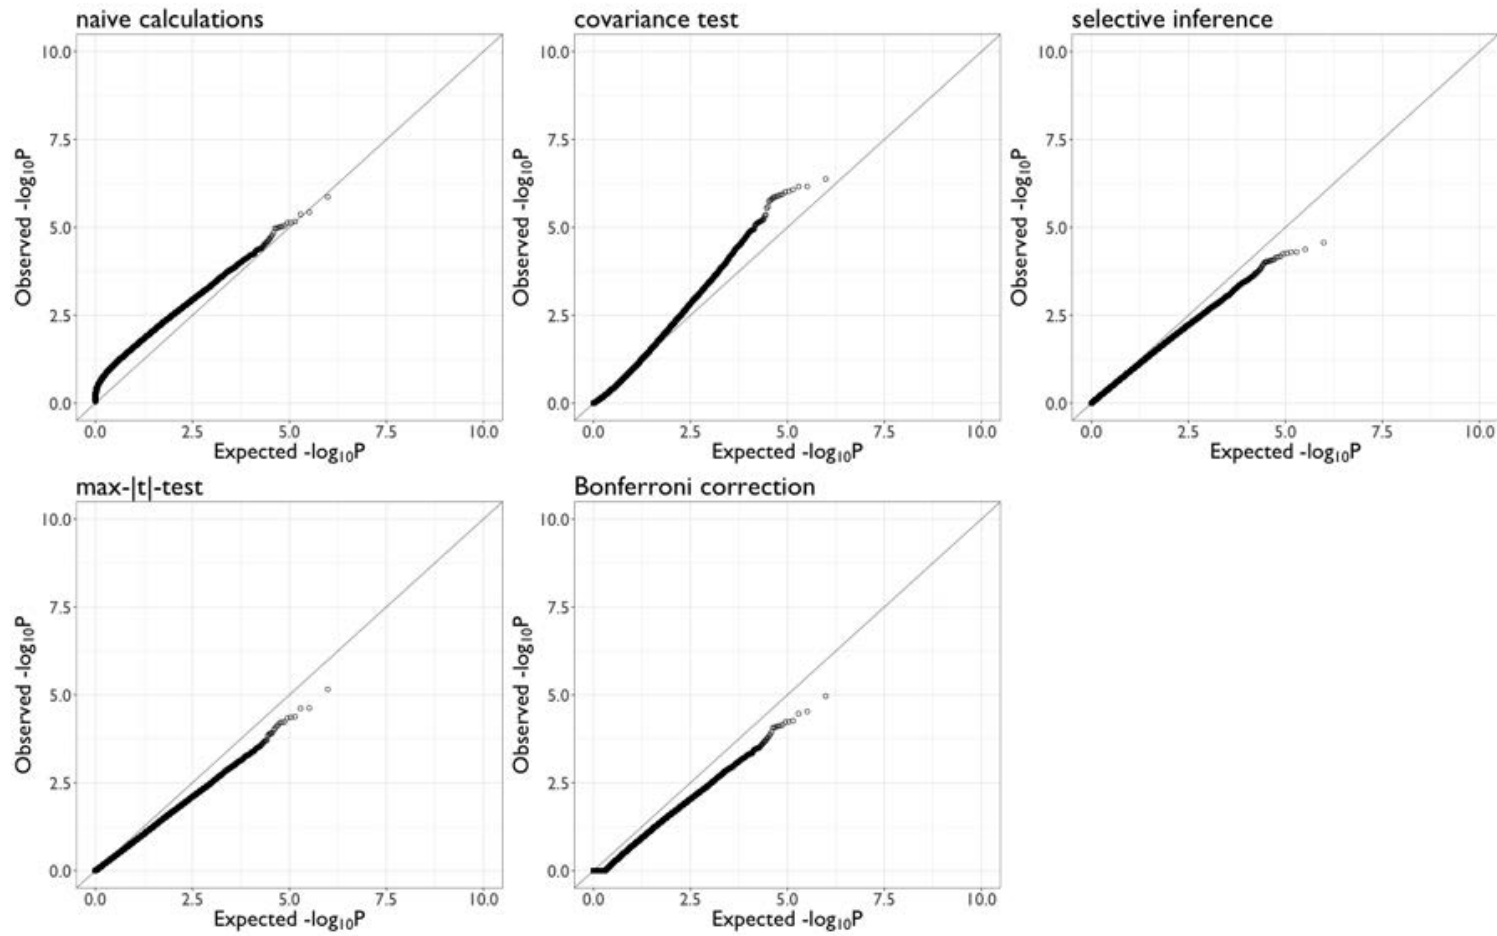 naive calculations
10.0
7.5
5.0
2.5
0.0
Observed -log₁₀P
0.0 2.5 5.0 7.5 10.0
Expected -log₁₀P
covariance test
10.0
7.5
5.0
2.5
0.0
Observed -log₁₀P
0.0 2.5 5.0 7.5 10.0
Expected -log₁₀P
selective inference
10.0
7.5
5.0
2.5
0.0
Observed -log₁₀P
0.0 2.5 5.0 7.5 10.0
Expected -log₁₀P
max-|t|-test
10.0
7.5
5.0
2.5
0.0
Observed -log₁₀P
0.0 2.5 5.0 7.5 10.0
Expected -log₁₀P
Bonferroni correction
10.0
7.5
5.0
2.5
0.0
Observed -log₁₀P
0.0 2.5 5.0 7.5 10.0
Expected -log₁₀P